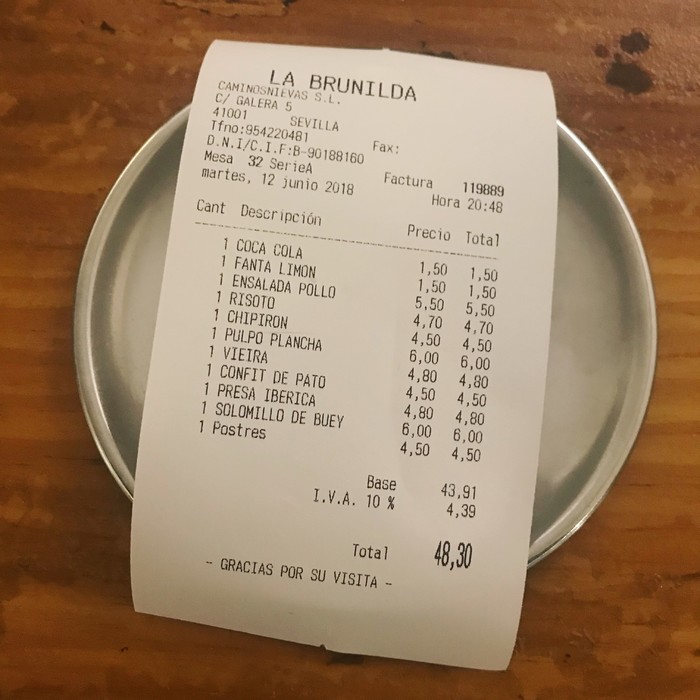 LA BRUNILDA
CAMINOSNIEVAS S.L.
C/ GALERA 5
41001 SEVILLA
Tfno:954220481 Fax:
D.N.I/C.I.F:B-90188160
Mesa 32 SerieA Factura 119889
martes, 12 junio 2018 Hora 20:48
Cant Descripción Precio Total
1 COCA COLA 1,50 1,50
1 FANTA LIMON 1,50 1,50
1 ENSALADA POLLO 5,50 5,50
1 RISOTO 4,70 4,70
1 CHIPIRON 4,50 4,50
1 PULPO PLANCHA 6,00 6,00
1 VIEIRA 4,80 4,80
1 CONFIT DE PATO 4,50 4,50
1 PRESA IBERICA 4,80 4,80
1 SOLOMILLO DE BUEY 6,00 6,00
1 Postres 4,50 4,50
Base 43,91
I.V.A. 10 % 4,39
Total 48,30
- GRACIAS POR SU VISITA -